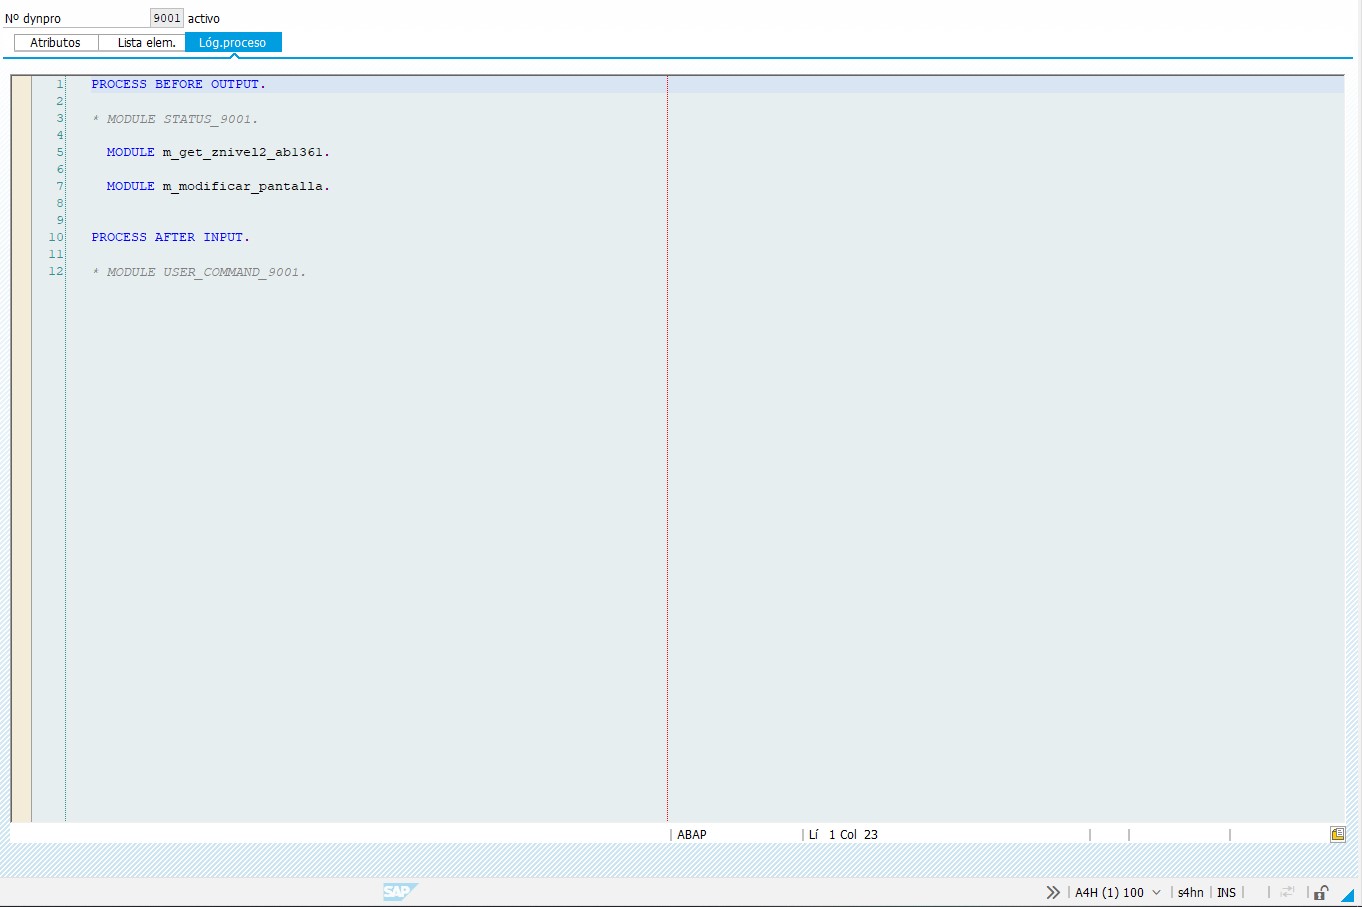 Nº dynpro 9001 activo
Atributos Lista elem. Lóg.proceso
1 PROCESS BEFORE OUTPUT.
2
3 * MODULE STATUS_9001.
4
5 MODULE m_get_znivel2_ab1361.
6
7 MODULE m_modificar_pantalla.
8
9
10 PROCESS AFTER INPUT.
11
12 * MODULE USER_COMMAND_9001.
ABAP Lí 1 Col 23
SAP A4H (1) 100 s4hn INS